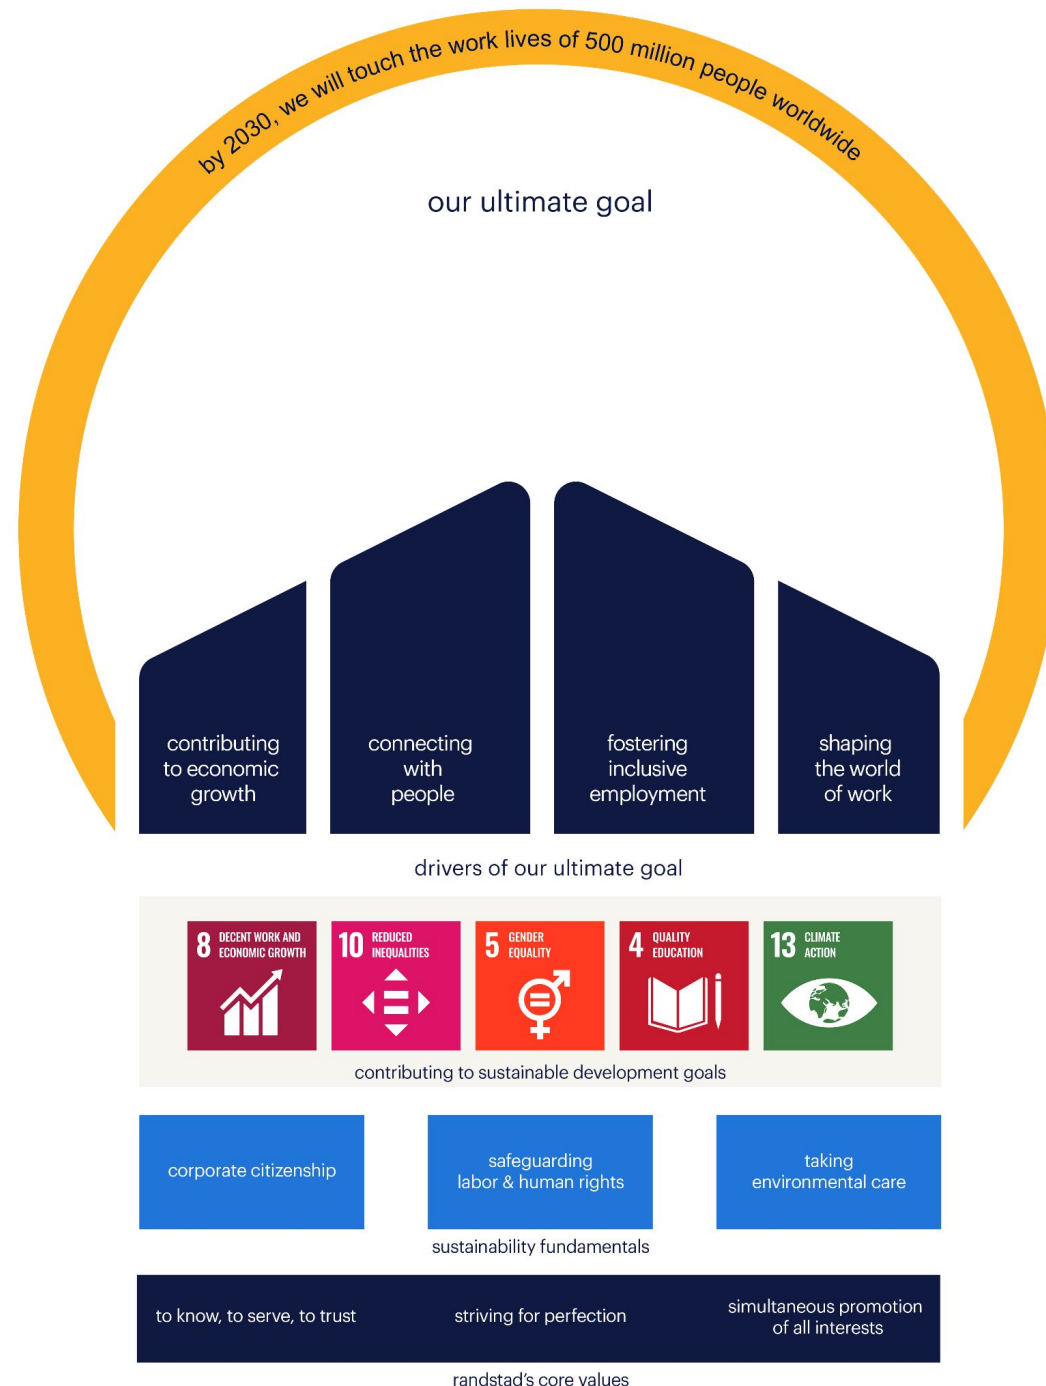 by 2030, we will touch the work lives of 500 million people worldwide
our ultimate goal
contributing
to economic
growth
connecting
with
people
fostering
inclusive
employment
shaping
the world
of work
drivers of our ultimate goal
8 DECENT WORK AND
ECONOMIC GROWTH
10 REDUCED
INEQUALITIES
5 GENDER
EQUALITY
4 QUALITY
EDUCATION
13 CLIMATE
ACTION
contributing to sustainable development goals
corporate citizenship
safeguarding
labor & human rights
taking
environmental care
sustainability fundamentals
to know, to serve, to trust
striving for perfection
simultaneous promotion
of all interests
randstad's core values